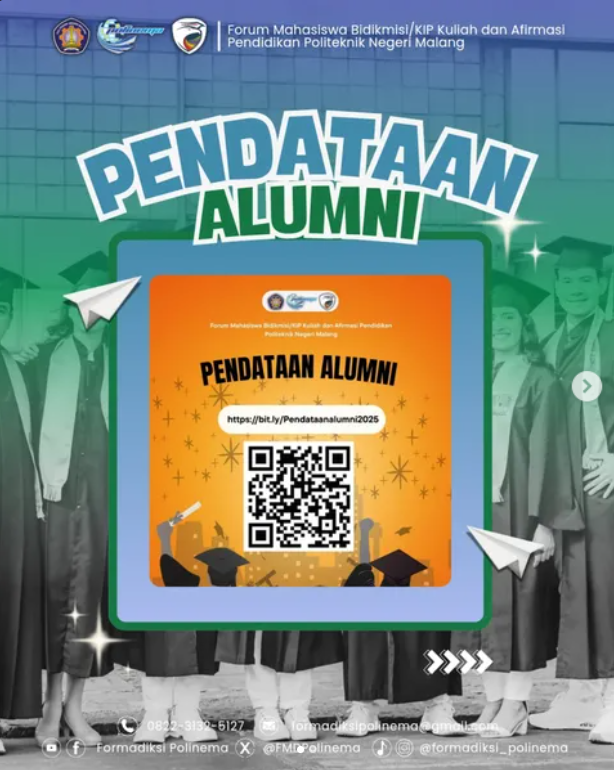 Forum Mahasiswa Bidikmisi/KIP Kuliah dan Afirmasi
Pendidikan Politeknik Negeri Malang
PENDATAAN
ALUMNI
Forum Mahasiswa Bidikmisi/KIP Kuliah dan Afirmasi Pendidikan
Politeknik Negeri Malang
PENDATAAN ALUMNI
https://bit.ly/Pendataanalumni2025
0822-3132-5127 formadiksipolinema@gmail.com
Formadiksi Polinema @FMDPolinema @formadiksi_polinema